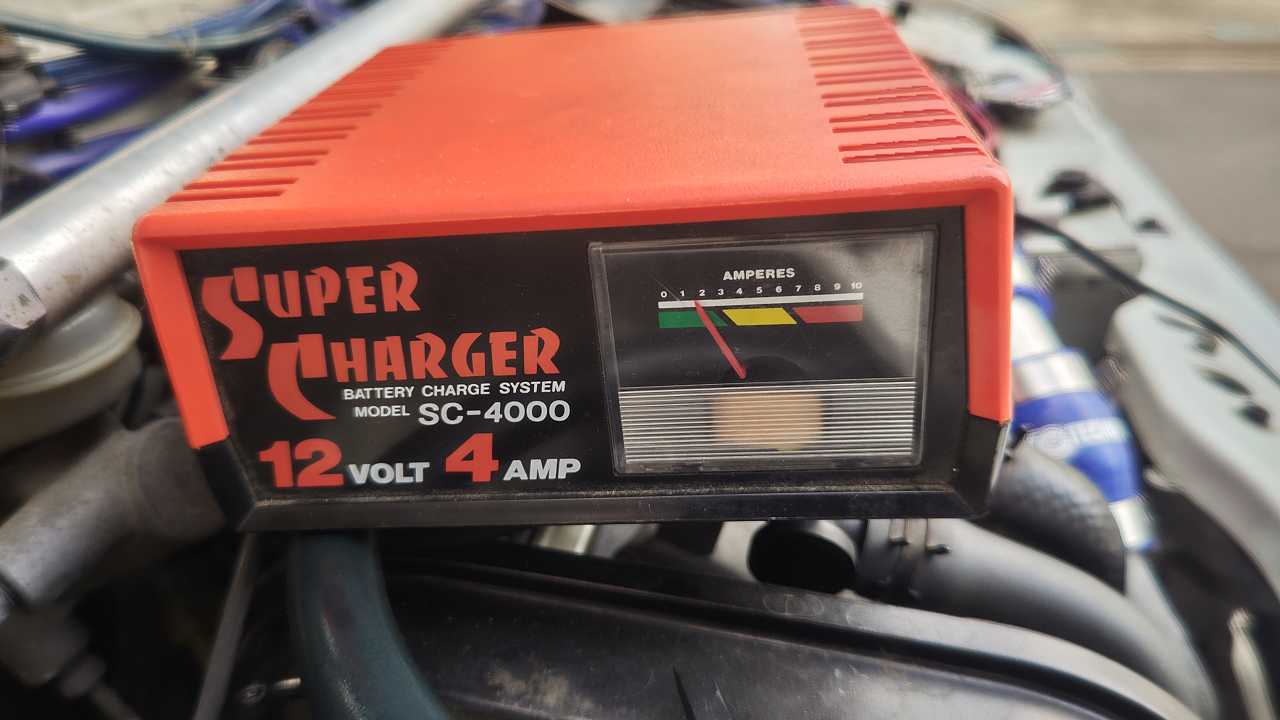 SUPER
CHARGER
BATTERY CHARGE SYSTEM
MODEL SC-4000
12 VOLT 4 AMP
AMPERES
0 1 2 3 4 5 6 7 8 9 10